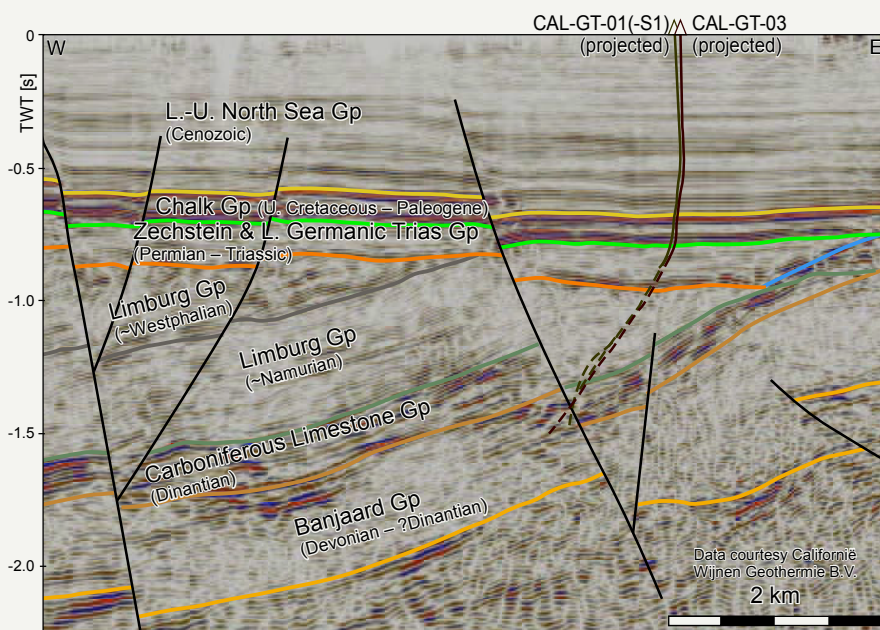 CAL-GT-01(-S1) CAL-GT-03
(projected) (projected)
0
W
E
TWT [s]
L.-U. North Sea Gp
(Cenozoic)
-0.5
Chalk Gp (U. Cretaceous – Paleogene)
Zechstein & L. Germanic Trias Gp
(Permian – Triassic)
-1.0
Limburg Gp
(~Westphalian)
Limburg Gp
(~Namurian)
-1.5
Carboniferous Limestone Gp
(Dinantian)
Banjaard Gp
(Devonian – ?Dinantian)
-2.0
Data courtesy Californië
Wijnen Geothermie B.V.
2 km